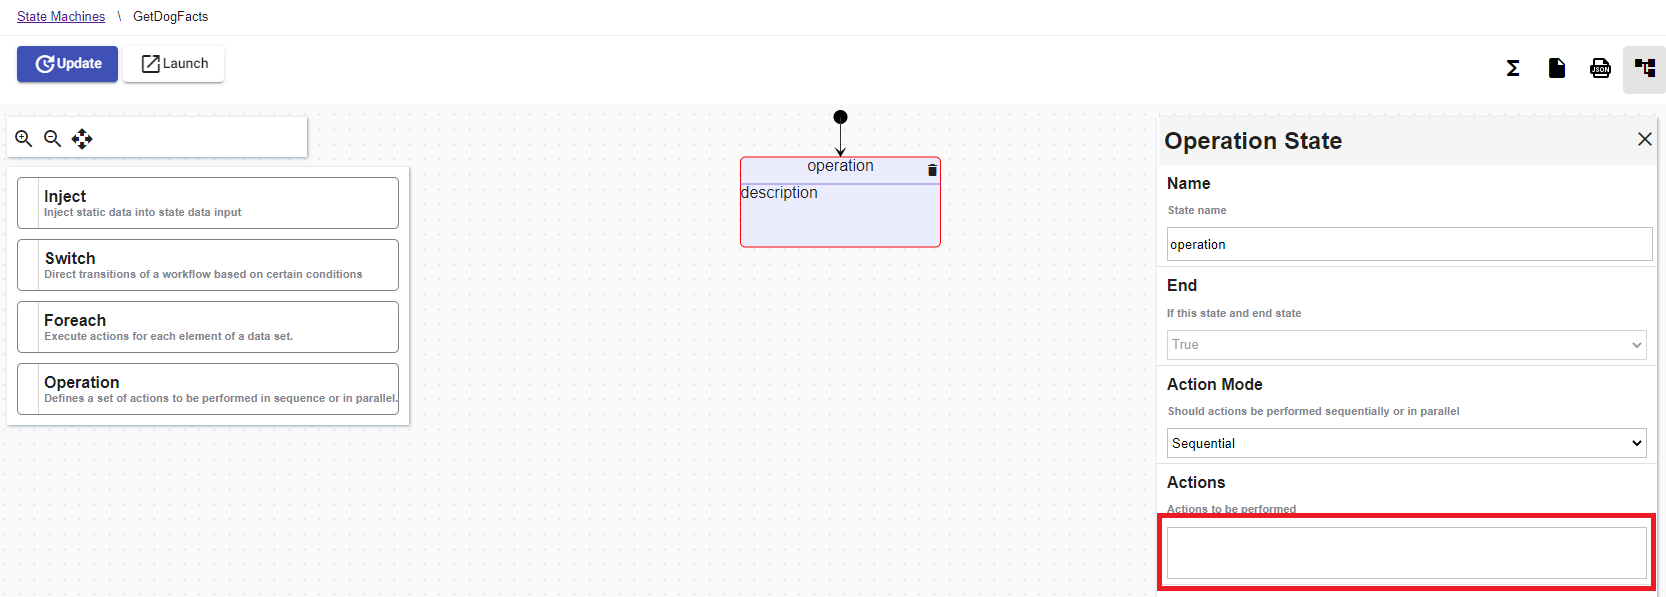 State Machines \ GetDogFacts
Update
Launch
JSON
Inject
Inject static data into state data input
Switch
Direct transitions of a workflow based on certain conditions
Foreach
Execute actions for each element of a data set.
Operation
Defines a set of actions to be performed in sequence or in parallel.
operation
description
Operation State
Name
State name
operation
End
If this state and end state
True
Action Mode
Should actions be performed sequentially or in parallel
Sequential
Actions
Actions to be performed